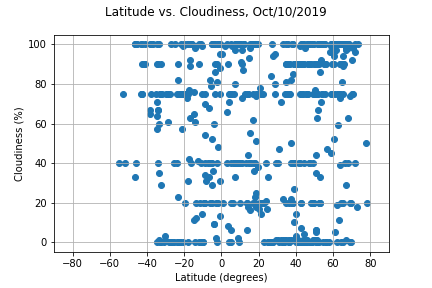 Latitude vs. Cloudiness, Oct/10/2019
Cloudiness (%)
100
80
60
40
20
0
−80 −60 −40 −20 0 20 40 60 80
Latitude (degrees)